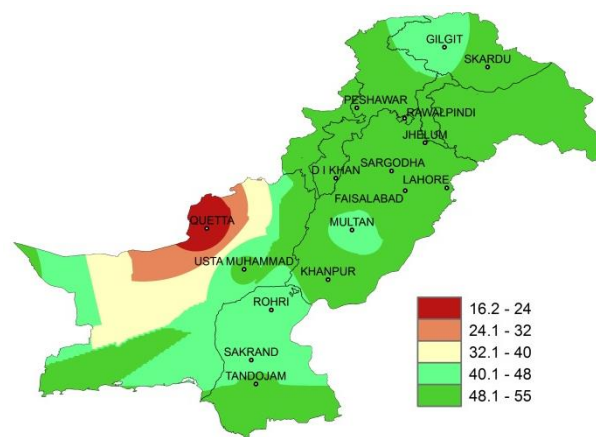 GILGIT
SKARDU
PESHAWAR
RAWALPINDI
JHELUM
D I KHAN
SARGODHA
LAHORE
FAISALABAD
QUETTA
MULTAN
USTA MUHAMMAD
KHANPUR
ROHRI
SAKRAND
TANDOJAM
16.2 - 24
24.1 - 32
32.1 - 40
40.1 - 48
48.1 - 55